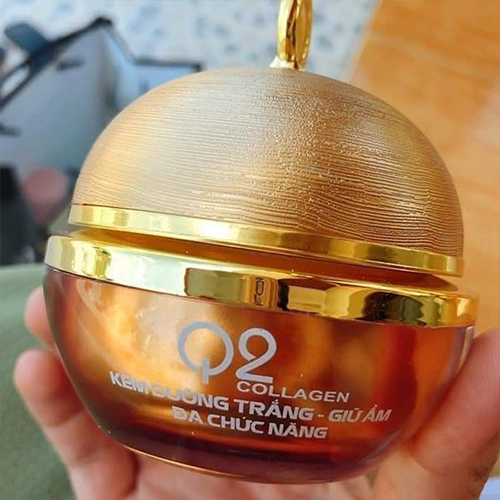 Q2
COLLAGEN
KEM DƯỠNG TRẮNG - GIỮ ẨM
ĐA CHỨC NĂNG